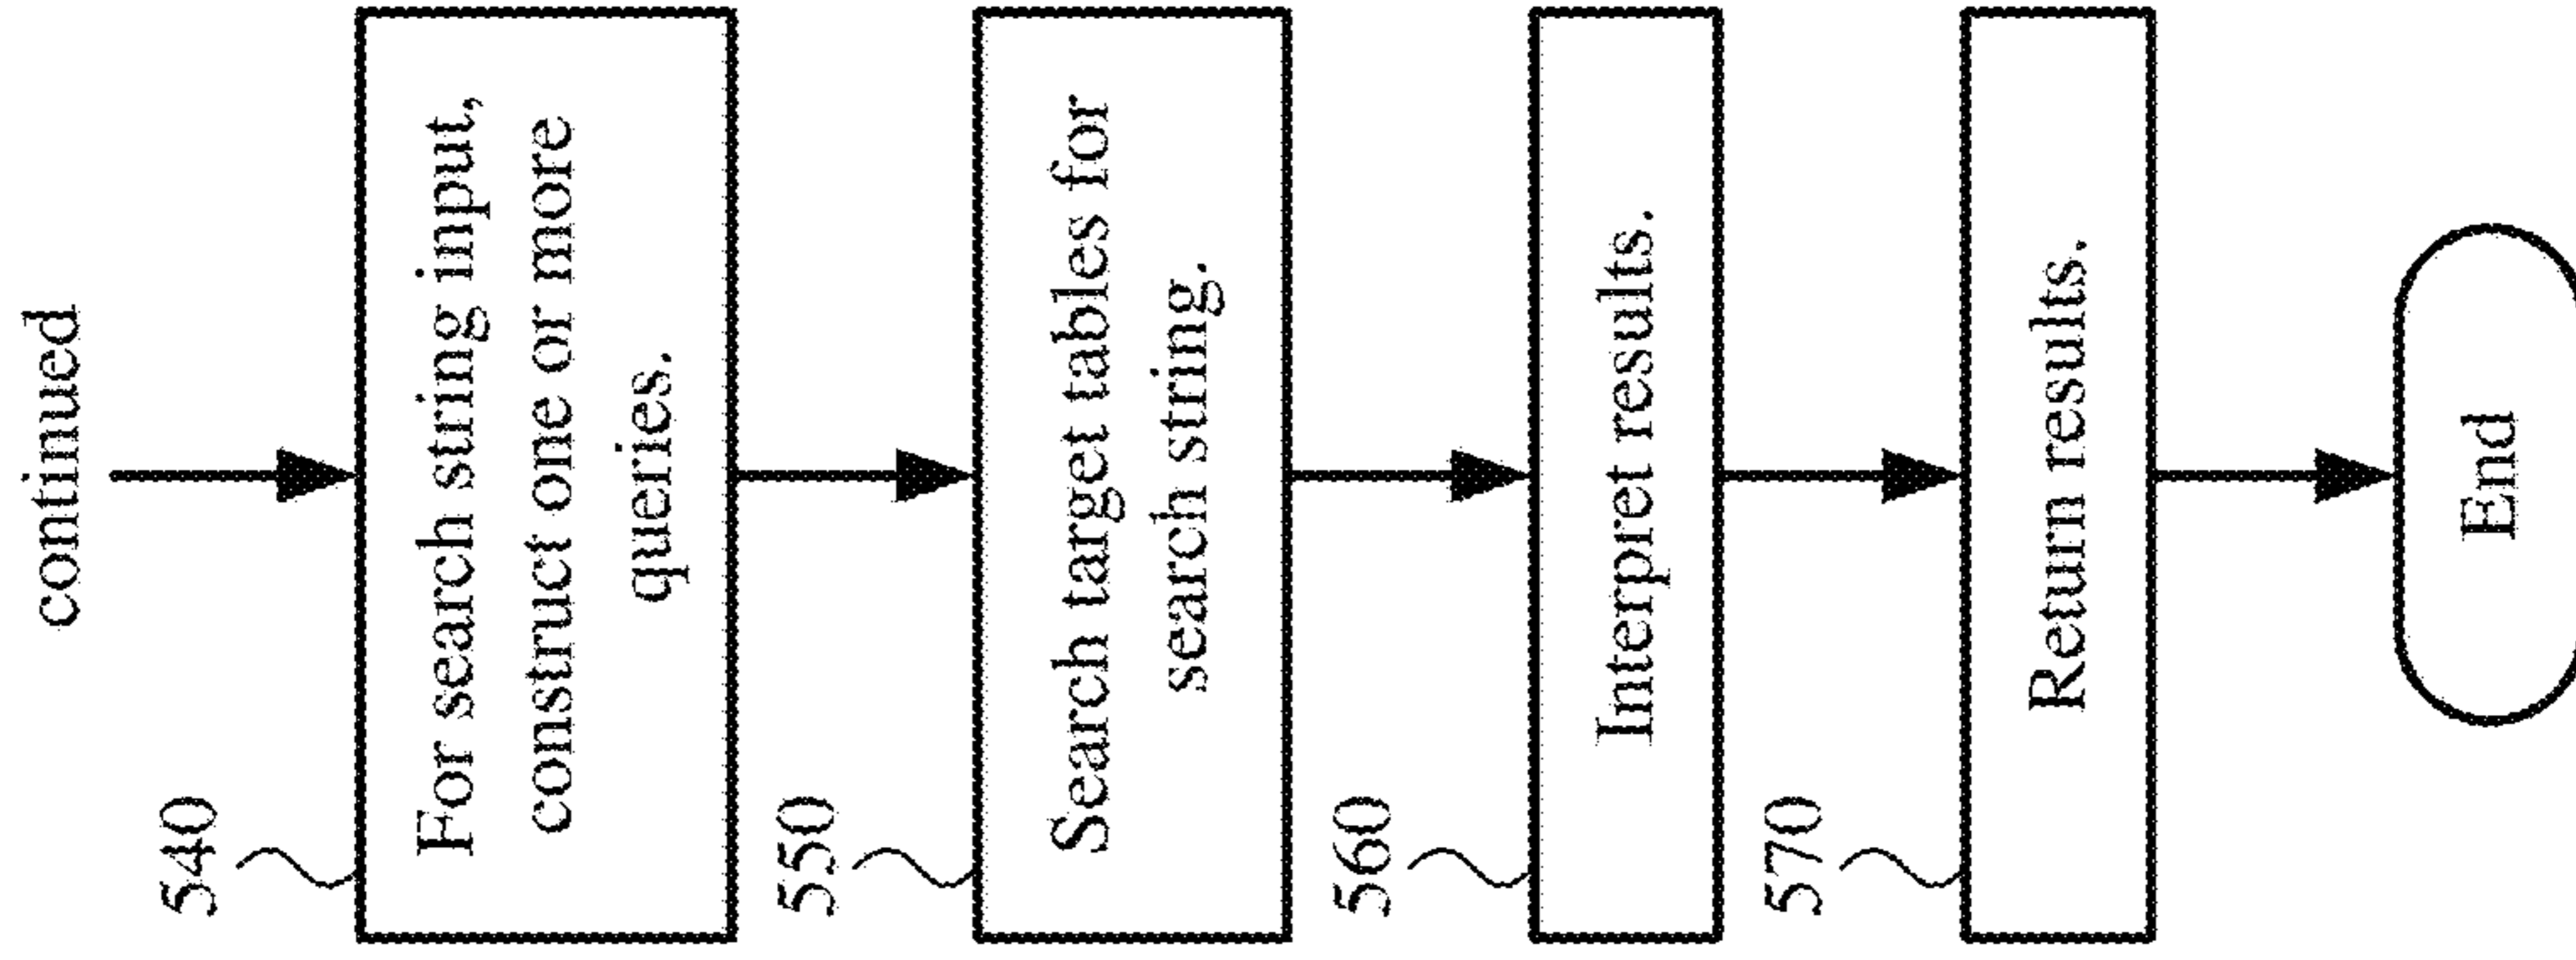 continued
540
For search string input,
construct one or more
queries.
550
Search target tables for
search string.
560
Interpret results.
570
Return results.
End